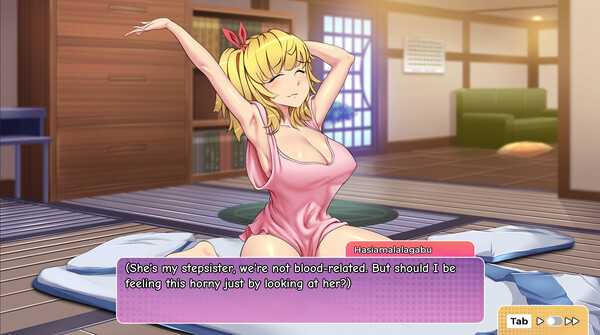 Hasiamalalagabu
(She's my stepsister, we're not blood-related. But should I be
feeling this horny just by looking at her?)
Tab